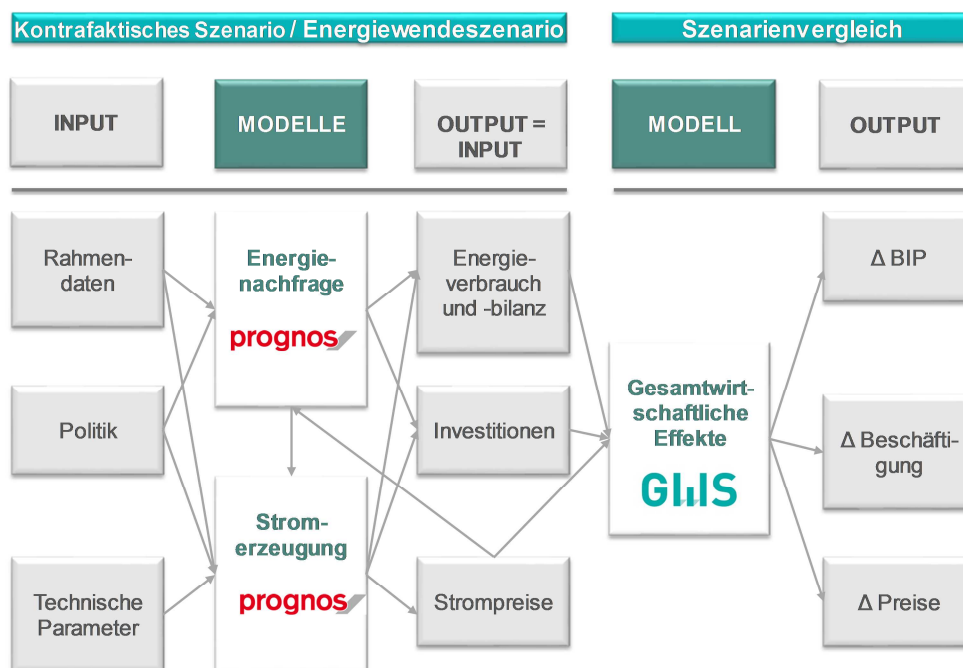 Kontrafaktisches Szenario / Energiewendeszenario
Szenarienvergleich
INPUT
MODELLE
OUTPUT =
INPUT
MODELL
OUTPUT
Rahmen-
daten
Energie-
nachfrage
prognos
Energie-
verbrauch
und -bilanz
Δ BIP
Politik
Investitionen
Gesamtwirt-
schaftliche
Effekte
GWS
Δ Beschäfti-
gung
Technische
Parameter
Strom-
erzeugung
prognos
Strompreise
Δ Preise